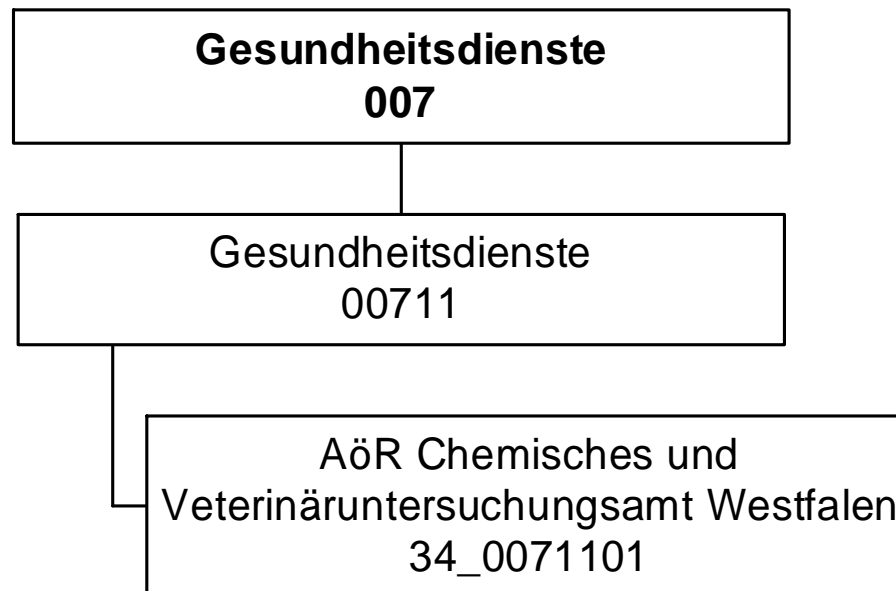 Gesundheitsdienste
007
Gesundheitsdienste
00711
AöR Chemisches und
Veterinäruntersuchungsamt Westfalen
34_0071101